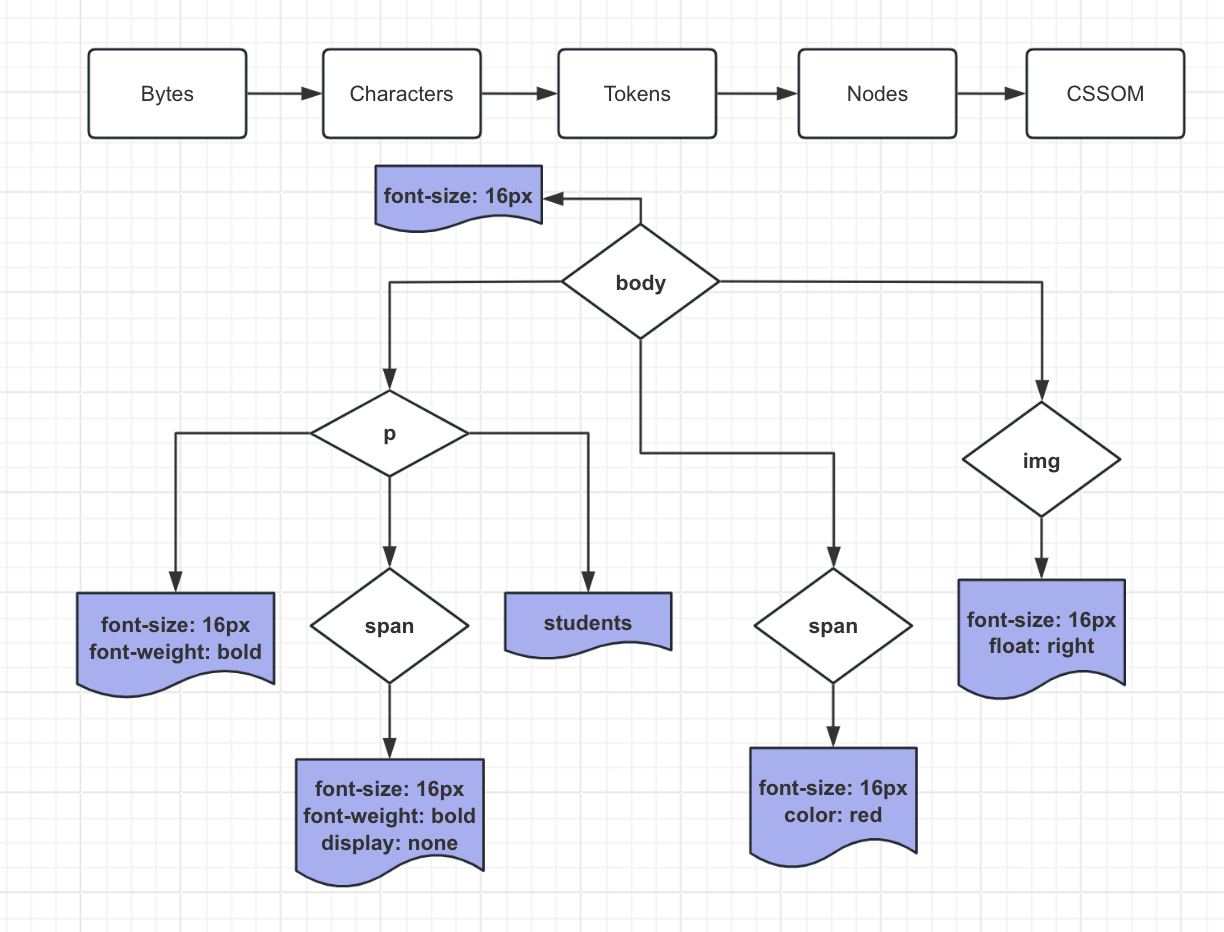 Bytes
Characters
Tokens
Nodes
CSSOM
font-size: 16px
body
p
img
font-size: 16px
font-weight: bold
span
students
span
font-size: 16px
float: right
font-size: 16px
font-weight: bold
display: none
font-size: 16px
color: red